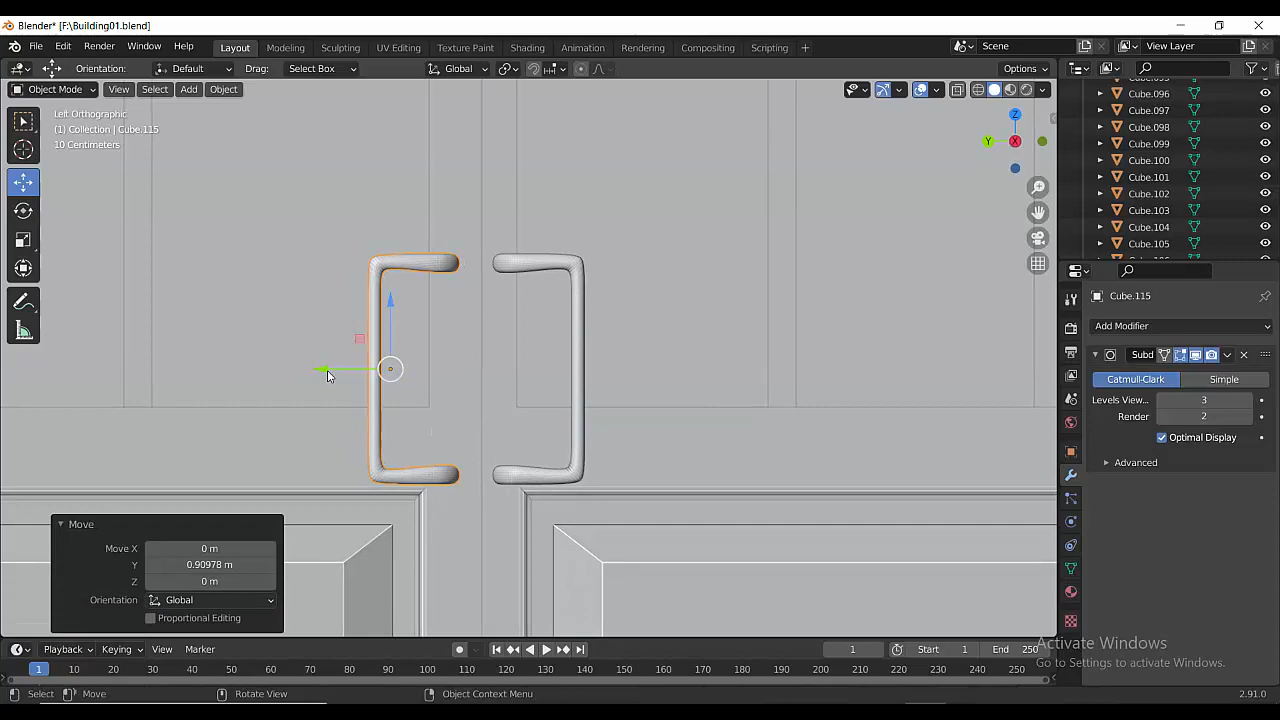 Blender* [F:\Building01.blend]
File Edit Render Window Help Layout Modeling Sculpting UV Editing Texture Paint Shading Animation Rendering Compositing Scripting + Scene View Layer
Orientation: Default Drag: Select Box Global Options
Object Mode View Select Add Object
Left Orthographic
(1) Collection | Cube.115
10 Centimeters
Z
Y
X
Cube.096
Cube.097
Cube.098
Cube.099
Cube.100
Cube.101
Cube.102
Cube.103
Cube.104
Cube.105
Cube.115
Add Modifier
Subd
Catmull-Clark Simple
Levels View... 3
Render 2
Optimal Display
Advanced
Move
Move X 0 m
Y 0.90978 m
Z 0 m
Orientation Global
Proportional Editing
Activate Windows
Go to Settings to activate Windows.
Playback Keying View Marker 1 Start 1 End 250
1 10 20 30 40 50 60 70 80 90 100 110 120 130 140 150 160 170 180 190 200 210 220 230 240 250
Select Move Rotate View Object Context Menu 2.91.0